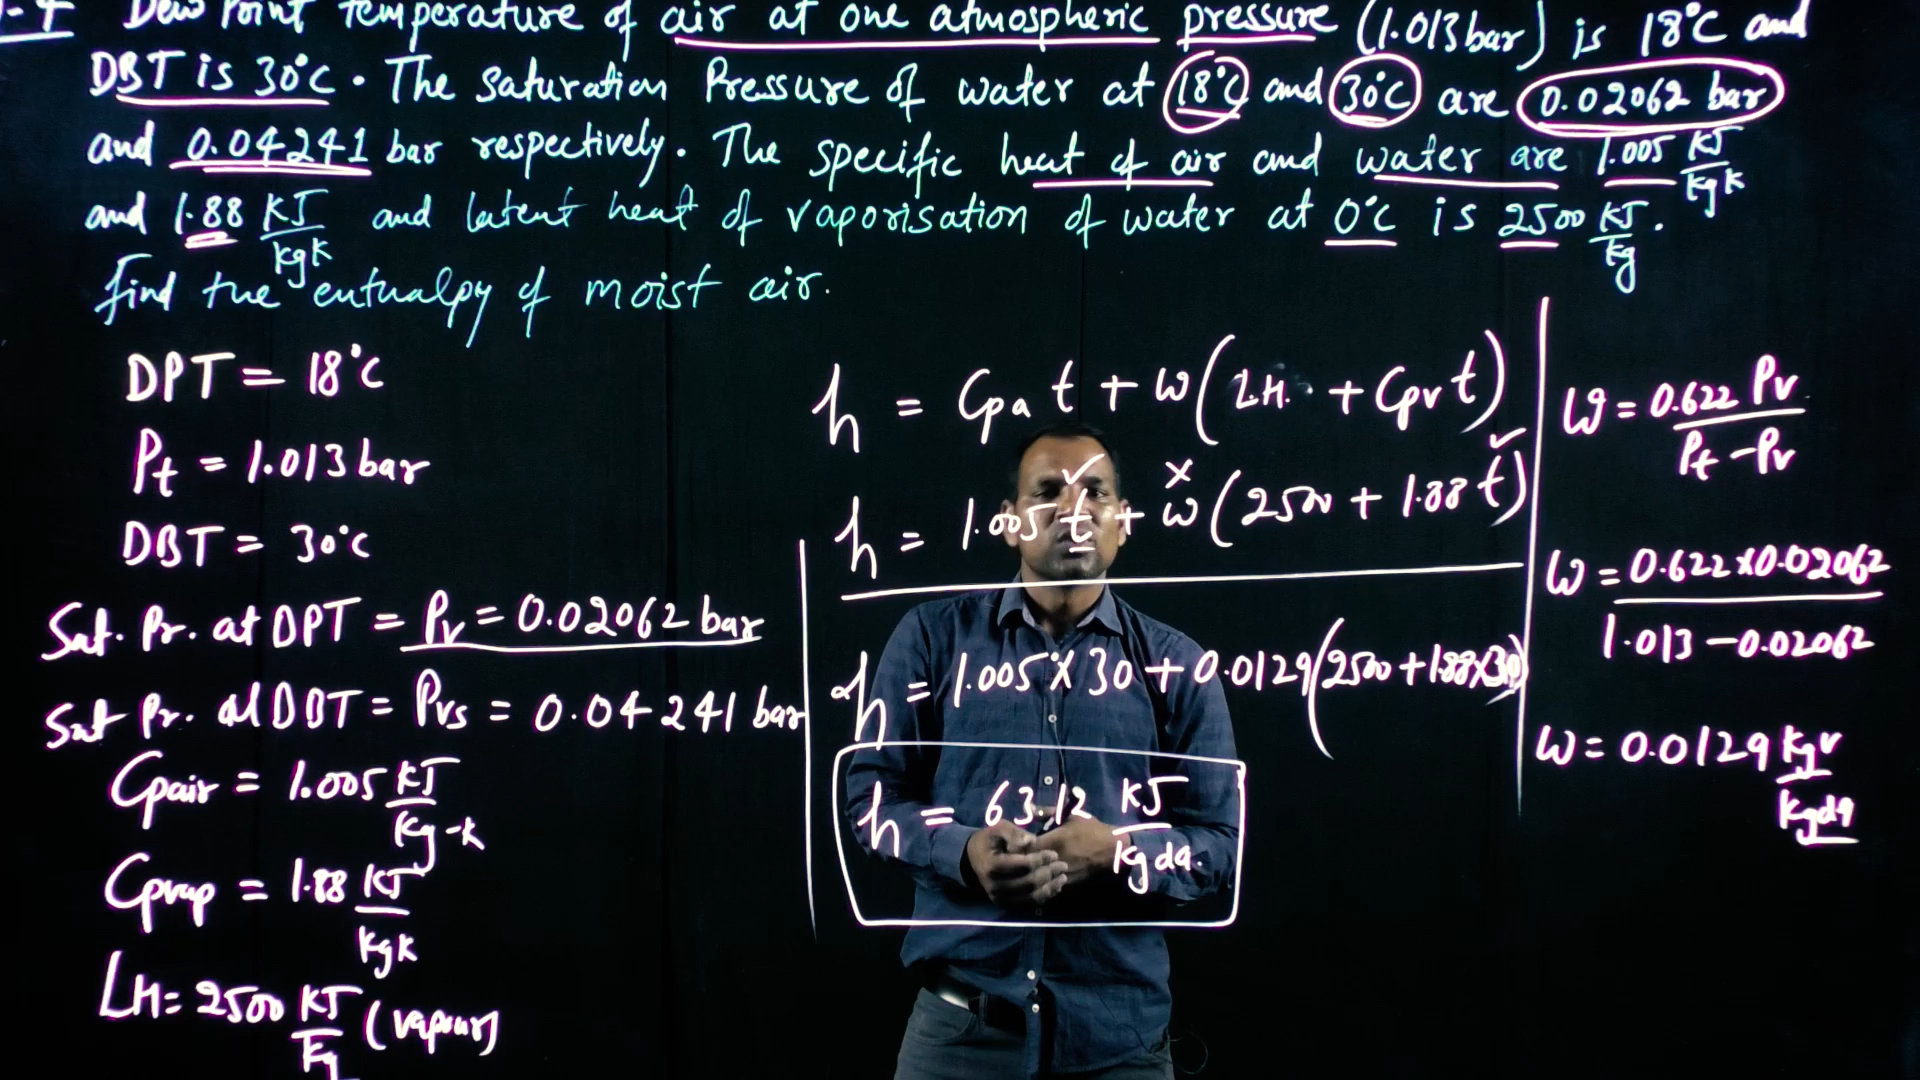 Dew Point temperature of air at one atmospheric pressure (1.013 bar) is 18°C and
DBT is 30°C. The saturation Pressure of water at 18°C and 30°C are 0.02062 bar
and 0.04241 bar respectively. The specific heat of air and water are 1.005 KJ/kgK
and 1.88 KJ/kgK and latent heat of vaporisation of water at 0°C is 2500 KJ/kg.
find the enthalpy of moist air.
DPT = 18°C
Pt = 1.013 bar
DBT = 30°C
Sat. Pr. at DPT = Pv = 0.02062 bar
Sat Pr. at DBT = Pvs = 0.04241 bar
Cpair = 1.005 KJ/Kg-k
Cpvap = 1.88 KJ/KgK
LH = 2500 KJ/Kg (vapour)
h = Cpa t + w (L.H. + Cpv t)
h = 1.005 t + w (2500 + 1.88 t)
h = 1.005 x 30 + 0.0129 (2500 + 1.88x30)
h = 63.12 KJ/Kg da.
w = 0.622 Pv / Pt - Pv
w = 0.622 x 0.02062 / 1.013 - 0.02062
w = 0.0129 Kgv/Kgda